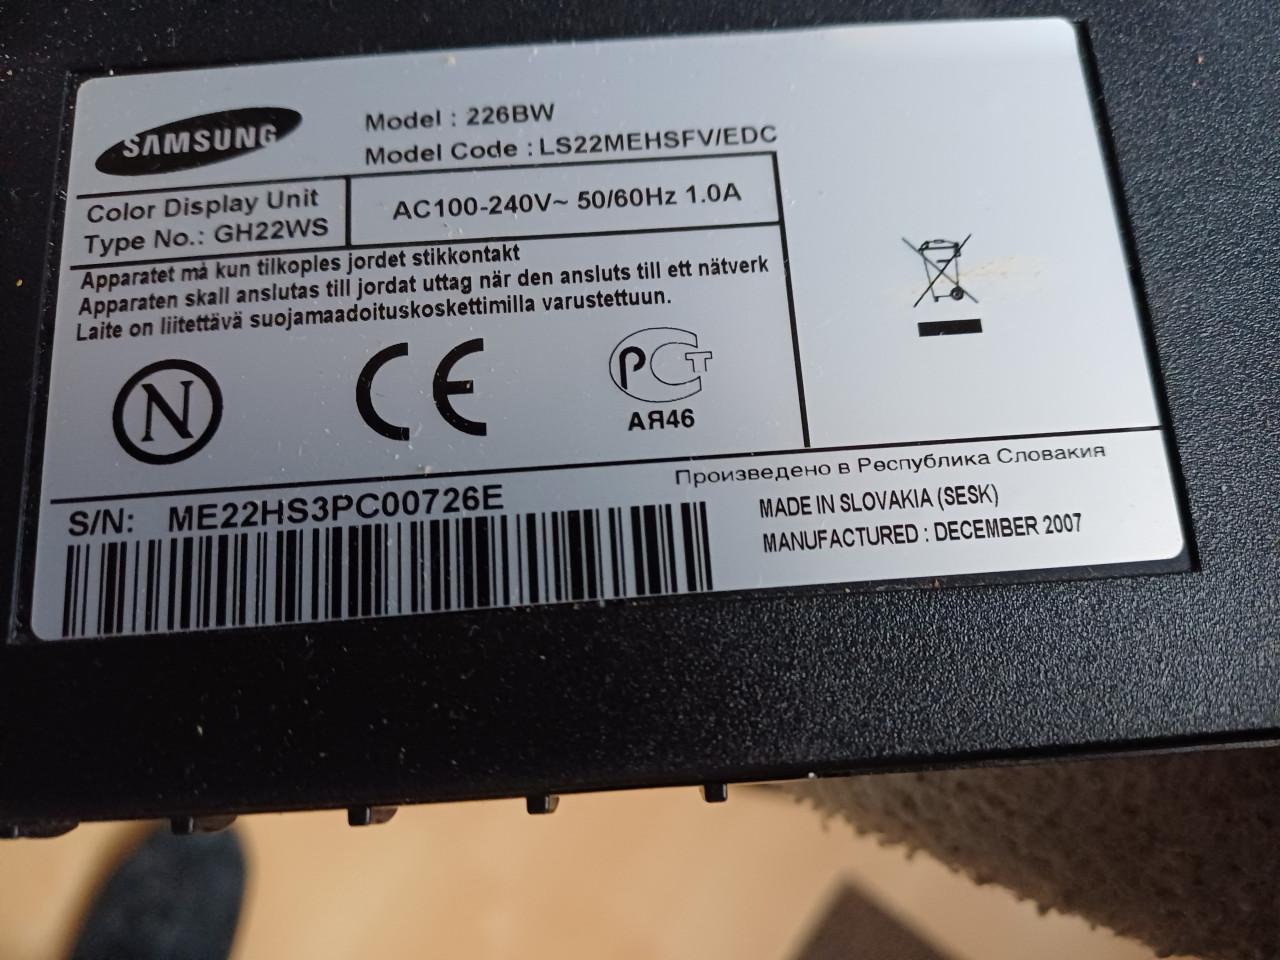 SAMSUNG
Model : 226BW
Model Code : LS22MEHSFV/EDC
Color Display Unit
Type No.: GH22WS
AC100-240V~ 50/60Hz 1.0A
Apparatet må kun tilkoples jordet stikkontakt
Apparaten skall anslutas till jordat uttag när den ansluts till ett nätverk
Laite on liitettävä suojamaadoituskoskettimilla varustettuun.
N
CE
РСТ
АЯ46
Произведено в Республика Словакия
S/N: ME22HS3PC00726E
MADE IN SLOVAKIA (SESK)
MANUFACTURED : DECEMBER 2007